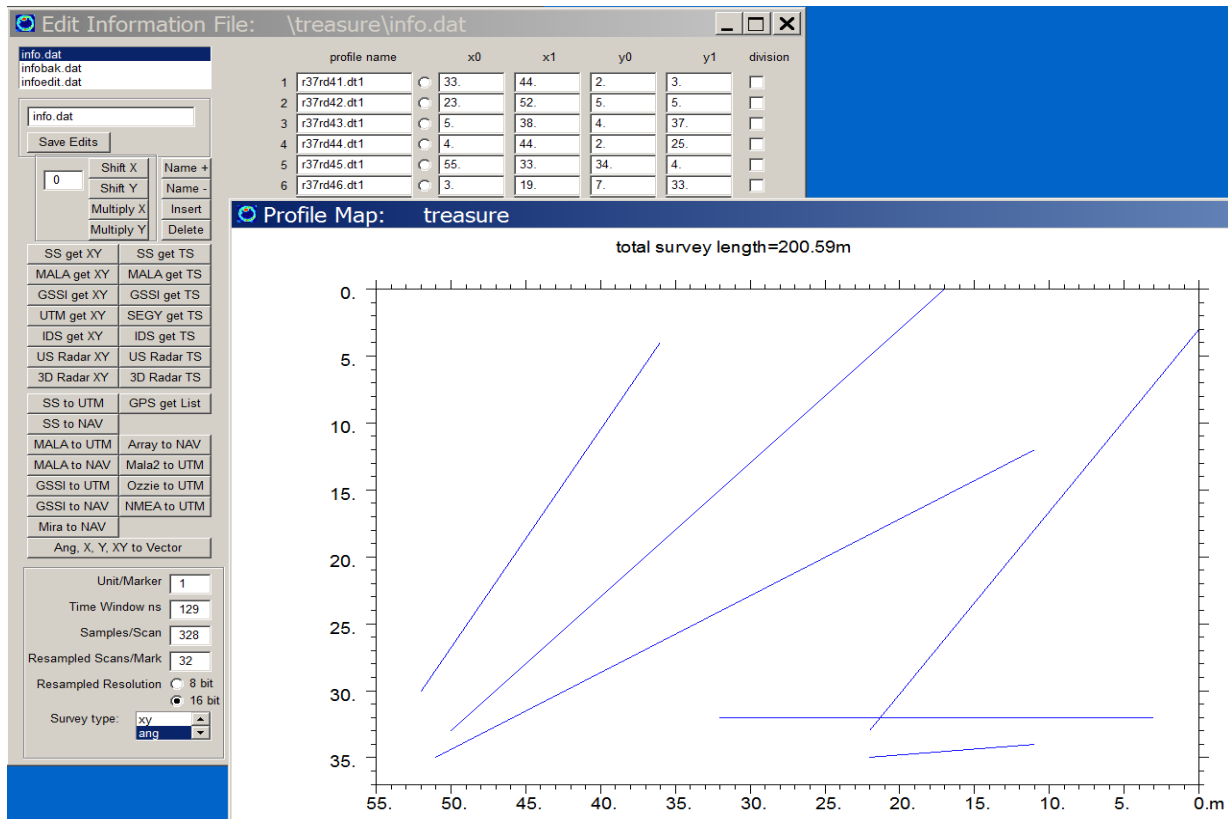 Edit Information File: \treasure\info.dat
info.dat
infobak.dat
infoedit.dat
info.dat
Save Edits
0
Shift X
Shift Y
Multiply X
Multiply Y
Name +
Name -
Insert
Delete
profile name x0 x1 y0 y1 division
1 r37rd41.dt1 33. 44. 2. 3.
2 r37rd42.dt1 23. 52. 5. 5.
3 r37rd43.dt1 5. 38. 4. 37.
4 r37rd44.dt1 4. 44. 2. 25.
5 r37rd45.dt1 55. 33. 34. 4.
6 r37rd46.dt1 3. 19. 7. 33.
SS get XY SS get TS
MALA get XY MALA get TS
GSSI get XY GSSI get TS
UTM get XY SEGY get TS
IDS get XY IDS get TS
US Radar XY US Radar TS
3D Radar XY 3D Radar TS
SS to UTM GPS get List
SS to NAV
MALA to UTM Array to NAV
MALA to NAV Mala2 to UTM
GSSI to UTM Ozzie to UTM
GSSI to NAV NMEA to UTM
Mira to NAV
Ang, X, Y, XY to Vector
Unit/Marker 1
Time Window ns 129
Samples/Scan 328
Resampled Scans/Mark 32
Resampled Resolution 8 bit
16 bit
Survey type: xy
ang
Profile Map: treasure
total survey length=200.59m
0.
5.
10.
15.
20.
25.
30.
35.
55. 50. 45. 40. 35. 30. 25. 20. 15. 10. 5. 0.m